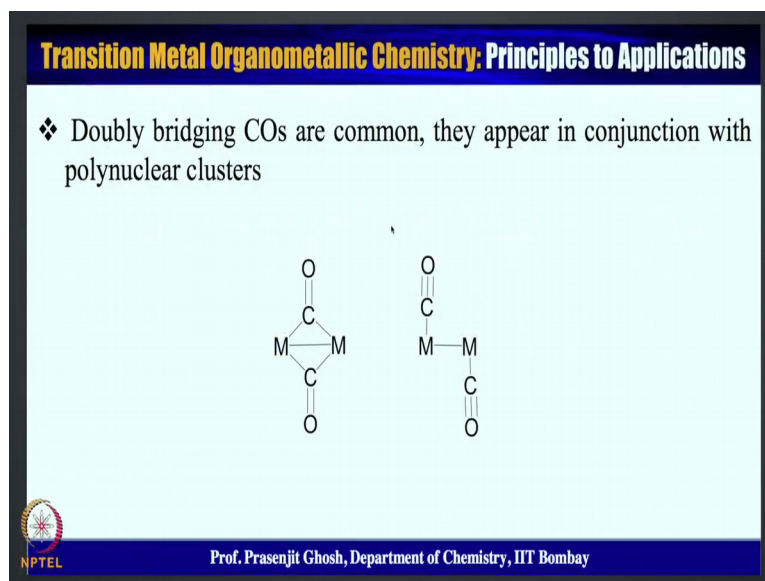 Transition Metal Organometallic Chemistry: Principles to Applications
❖ Doubly bridging COs are common, they appear in conjunction with
polynuclear clusters
O
C
M M
C
O
O
C
M M
C
O
NPTEL
Prof. Prasenjit Ghosh, Department of Chemistry, IIT Bombay